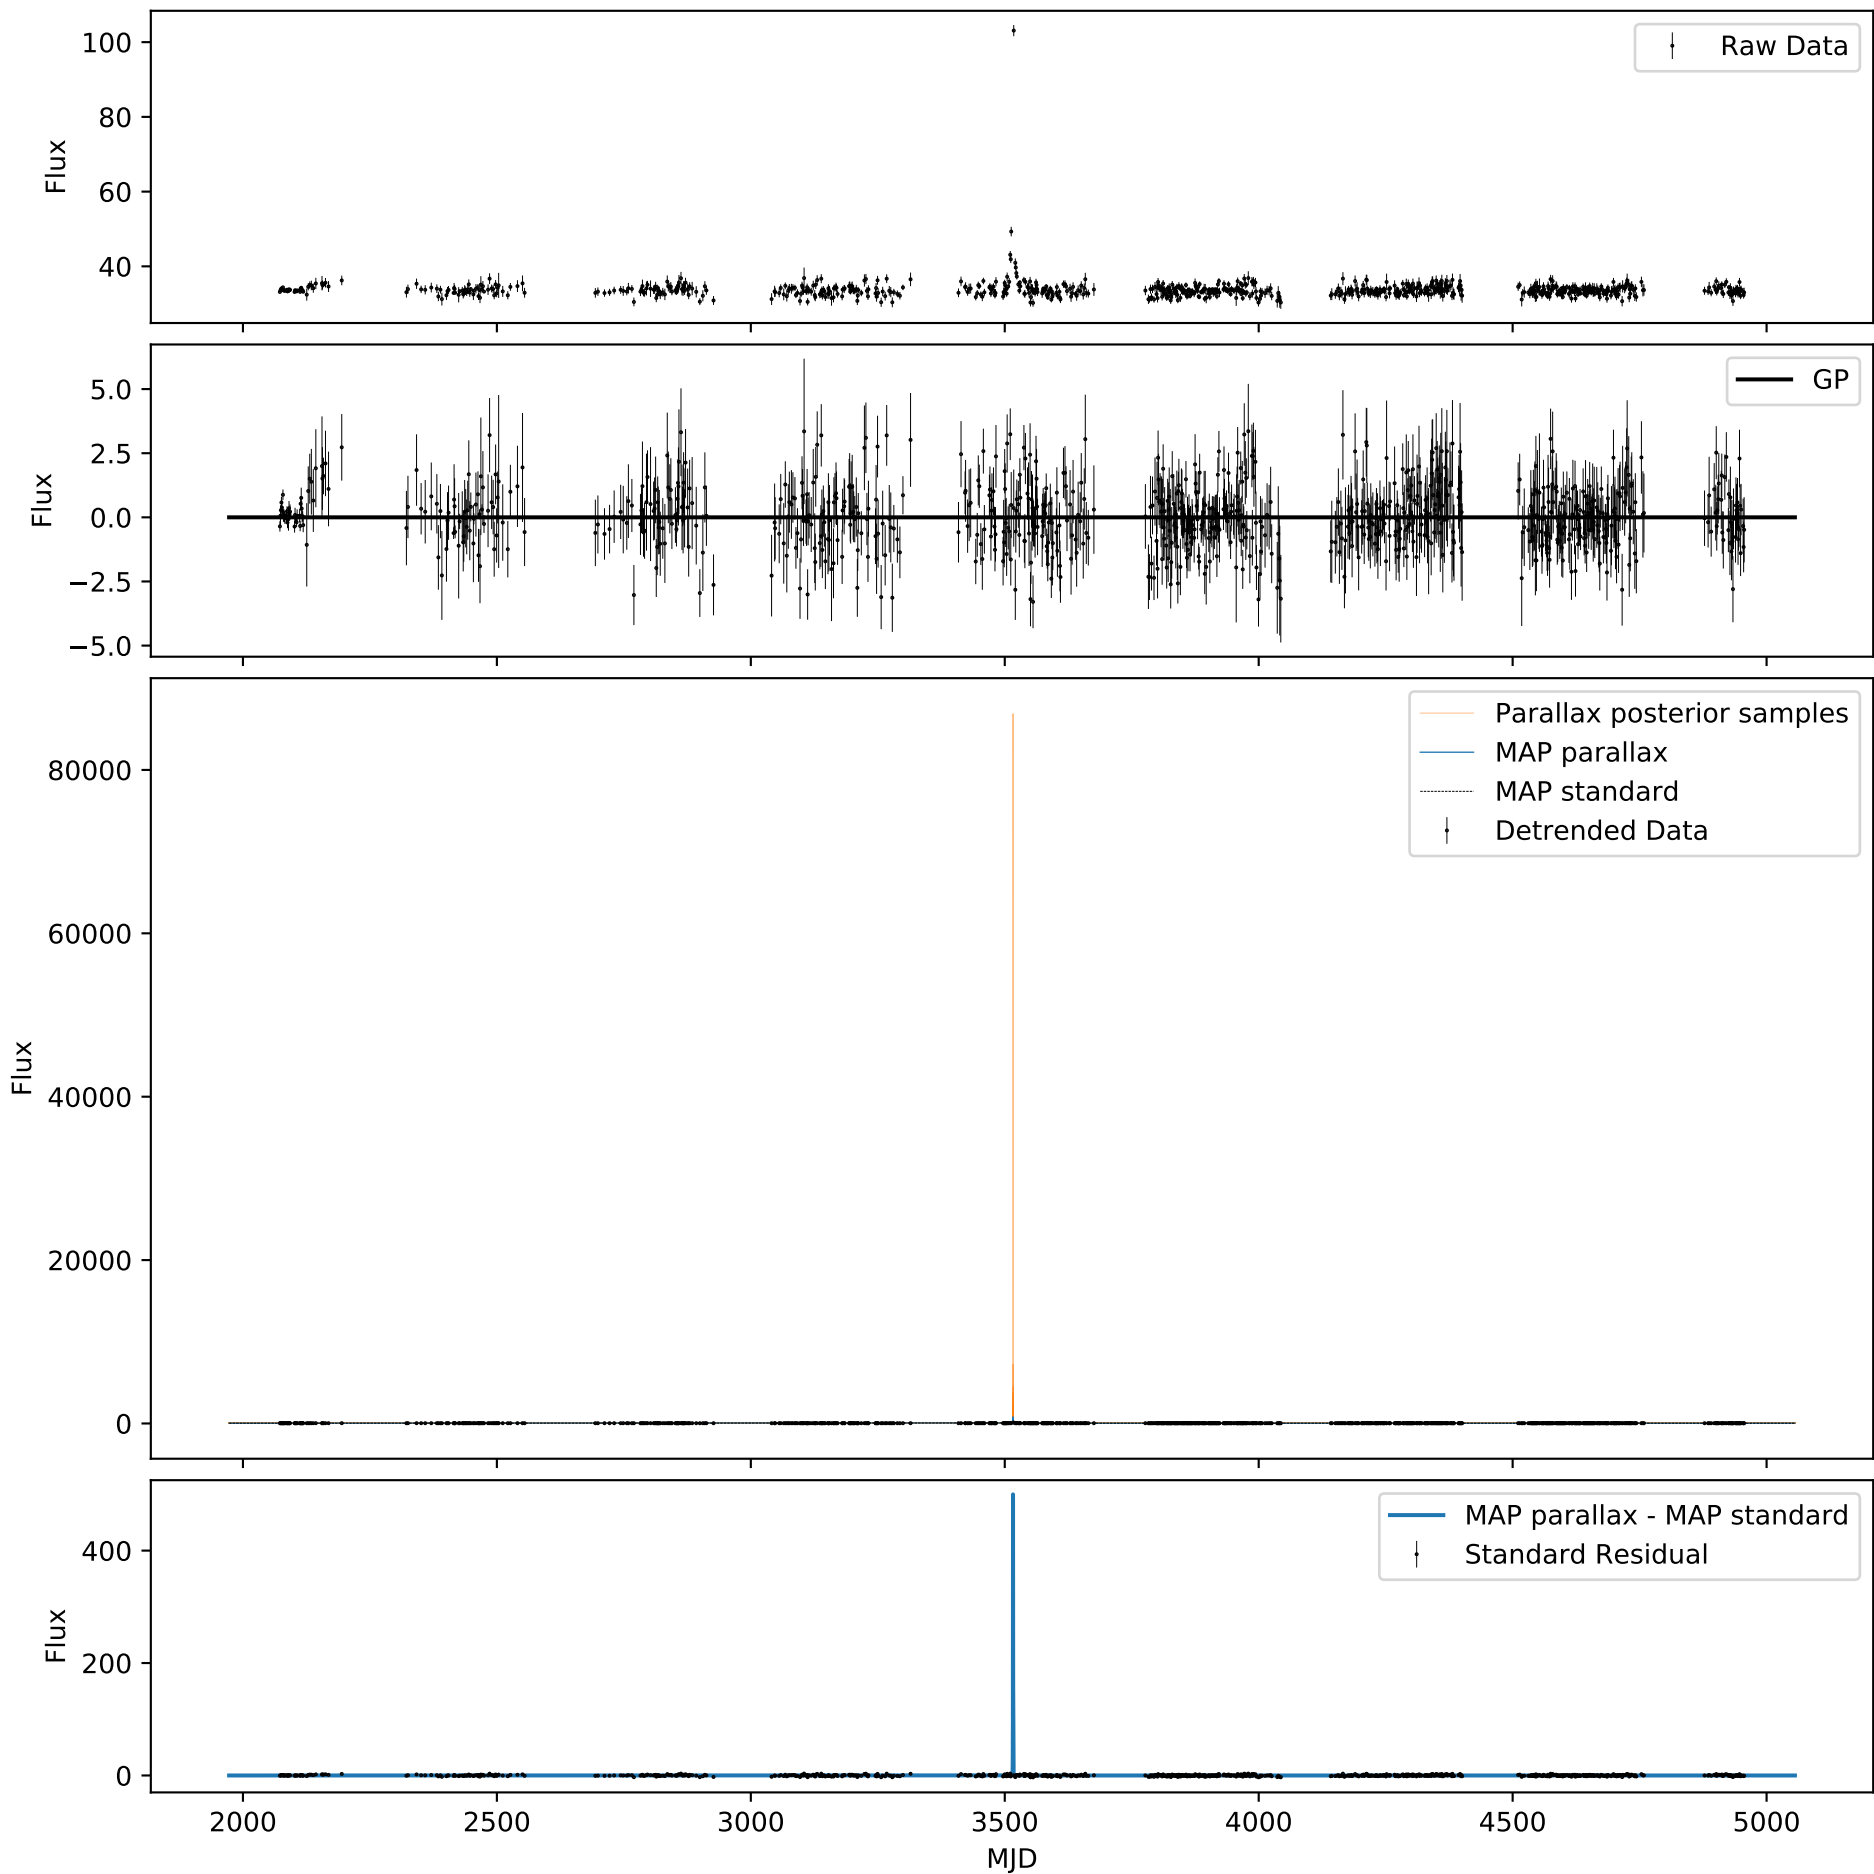 100
80
60
40
Flux
Raw Data
5.0
2.5
0.0
−2.5
−5.0
Flux
GP
80000
60000
40000
20000
0
Flux
Parallax posterior samples
MAP parallax
MAP standard
Detrended Data
400
200
0
Flux
MAP parallax - MAP standard
Standard Residual
2000 2500 3000 3500 4000 4500 5000
MJD